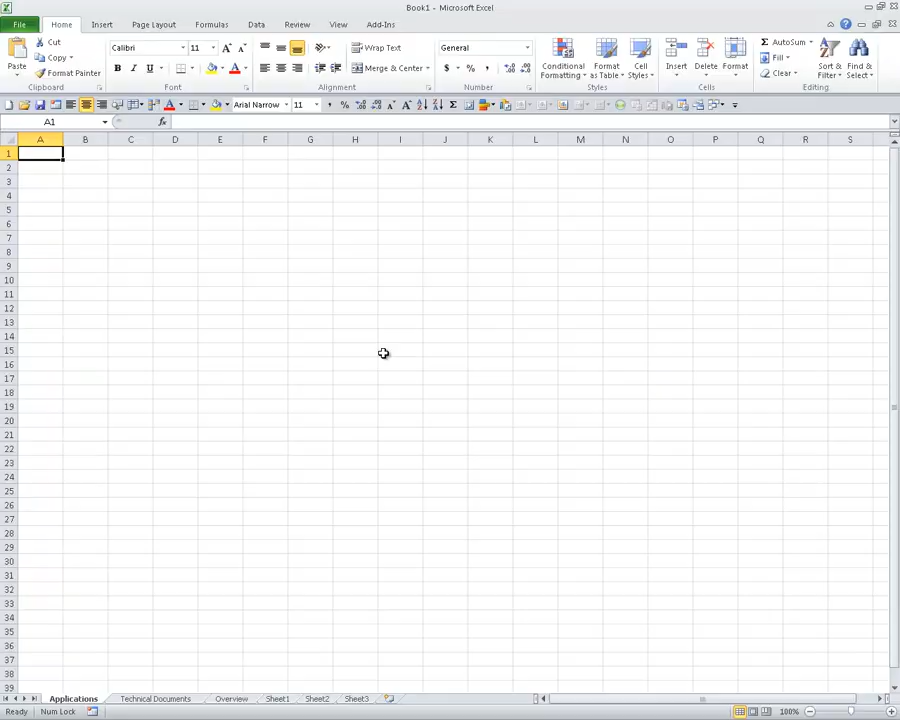 Book1 - Microsoft Excel
File Home Insert Page Layout Formulas Data Review View Add-Ins
Paste Cut Copy Format Painter Clipboard
Calibri 11 A A B I U A Font
Wrap Text Merge & Center Alignment
General $ % , Number
Conditional Formatting Format as Table Cell Styles Styles
Insert Delete Format Cells
Σ AutoSum Fill Clear Sort & Filter Find & Select Editing
Arial Narrow 11
A1 fx
A B C D E F G H I J K L M N O P Q R S
1
2
3
4
5
6
7
8
9
10
11
12
13
14
15
16
17
18
19
20
21
22
23
24
25
26
27
28
29
30
31
32
33
34
35
36
37
38
39
Applications Technical Documents Overview Sheet1 Sheet2 Sheet3
Ready Num Lock 100%